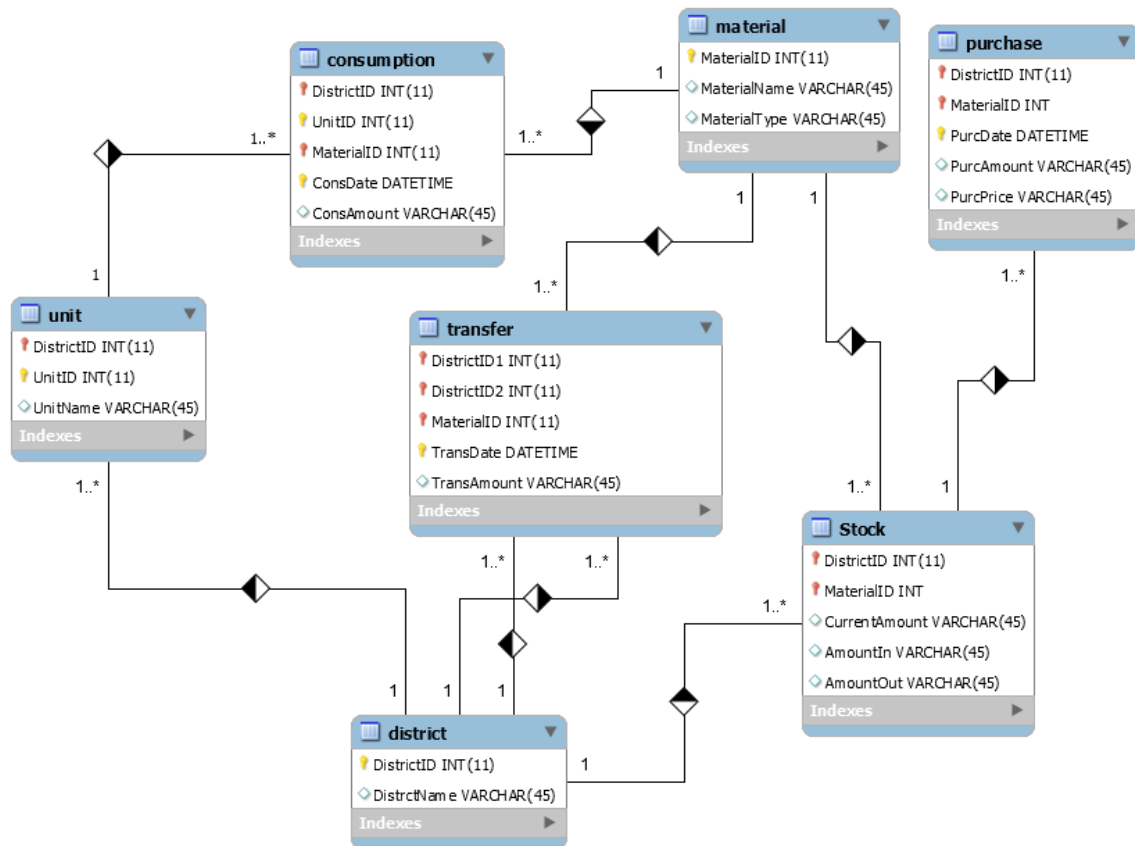 consumption
DistrictID INT(11)
UnitID INT(11)
MaterialID INT(11)
ConsDate DATETIME
ConsAmount VARCHAR(45)
Indexes
material
MaterialID INT(11)
MaterialName VARCHAR(45)
MaterialType VARCHAR(45)
Indexes
purchase
DistrictID INT(11)
MaterialID INT
PurcDate DATETIME
PurcAmount VARCHAR(45)
PurcPrice VARCHAR(45)
Indexes
1
1..*
1..*
1
1
1
1..*
1..*
unit
DistrictID INT(11)
UnitID INT(11)
UnitName VARCHAR(45)
Indexes
transfer
DistrictID1 INT(11)
DistrictID2 INT(11)
MaterialID INT(11)
TransDate DATETIME
TransAmount VARCHAR(45)
Indexes
1..*
1..*
1
1..*
1..*
Stock
DistrictID INT(11)
MaterialID INT
CurrentAmount VARCHAR(45)
AmountIn VARCHAR(45)
AmountOut VARCHAR(45)
Indexes
1..*
1
1
1
1
district
DistrictID INT(11)
DistrctName VARCHAR(45)
Indexes